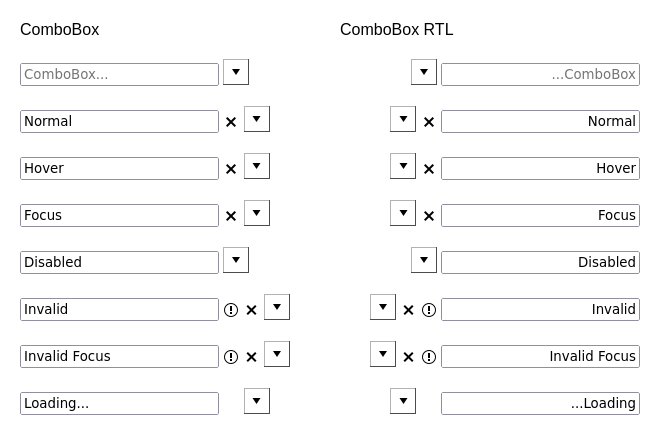 ComboBox
ComboBox RTL
ComboBox...
...ComboBox
Normal
Normal
Hover
Hover
Focus
Focus
Disabled
Disabled
Invalid
Invalid
Invalid Focus
Invalid Focus
Loading...
...Loading